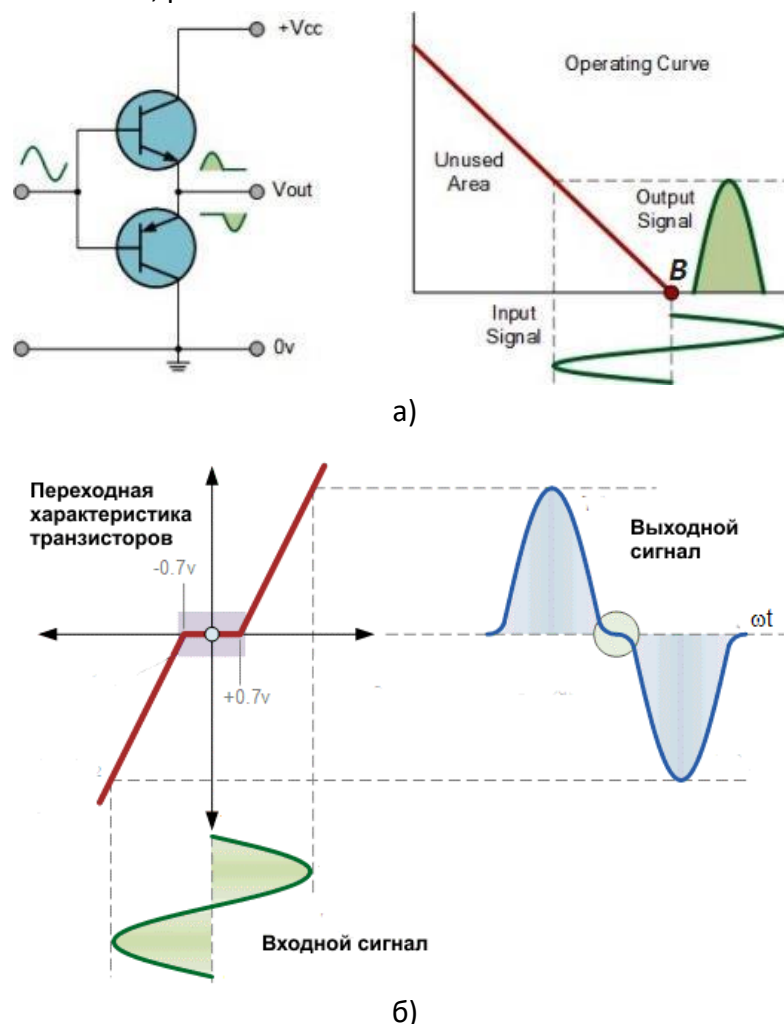 +Vcc
Vout
0v
Operating Curve
Unused
Area
Output
Signal
B
Input
Signal
а)
Переходная
характеристика
транзисторов
-0.7v
+0.7v
Выходной
сигнал
ωt
Входной сигнал
б)